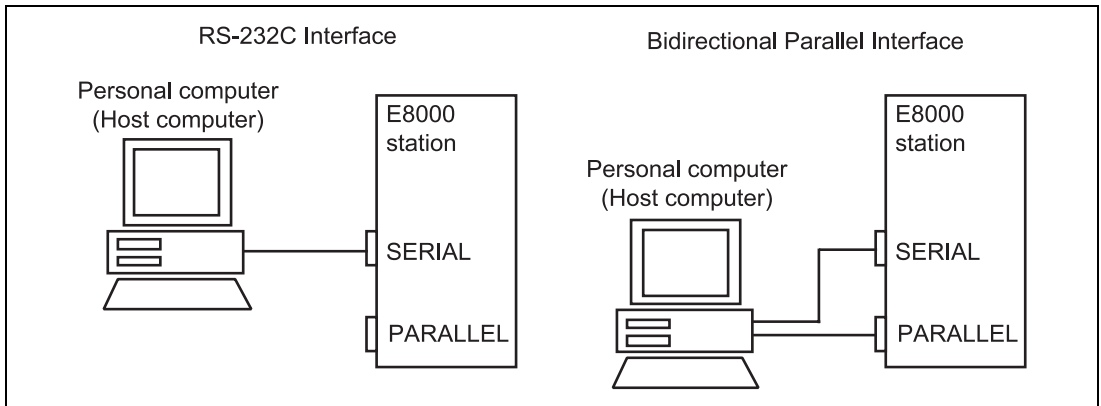 RS-232C Interface
Personal computer
(Host computer)
E8000
station
SERIAL
PARALLEL
Bidirectional Parallel Interface
Personal computer
(Host computer)
E8000
station
SERIAL
PARALLEL